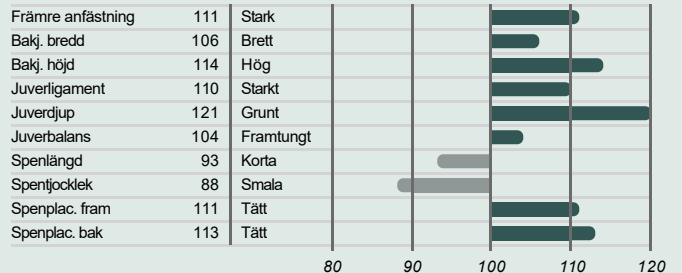 Främre anfästning 111 Stark
Bakj. bredd 106 Brett
Bakj. höjd 114 Hög
Juverligament 110 Starkt
Juverdjup 121 Grunt
Juverbalans 104 Framtungt
Spenlängd 93 Korta
Spentjocklek 88 Smala
Spenplac. fram 111 Tätt
Spenplac. bak 113 Tätt
80 90 100 110 120